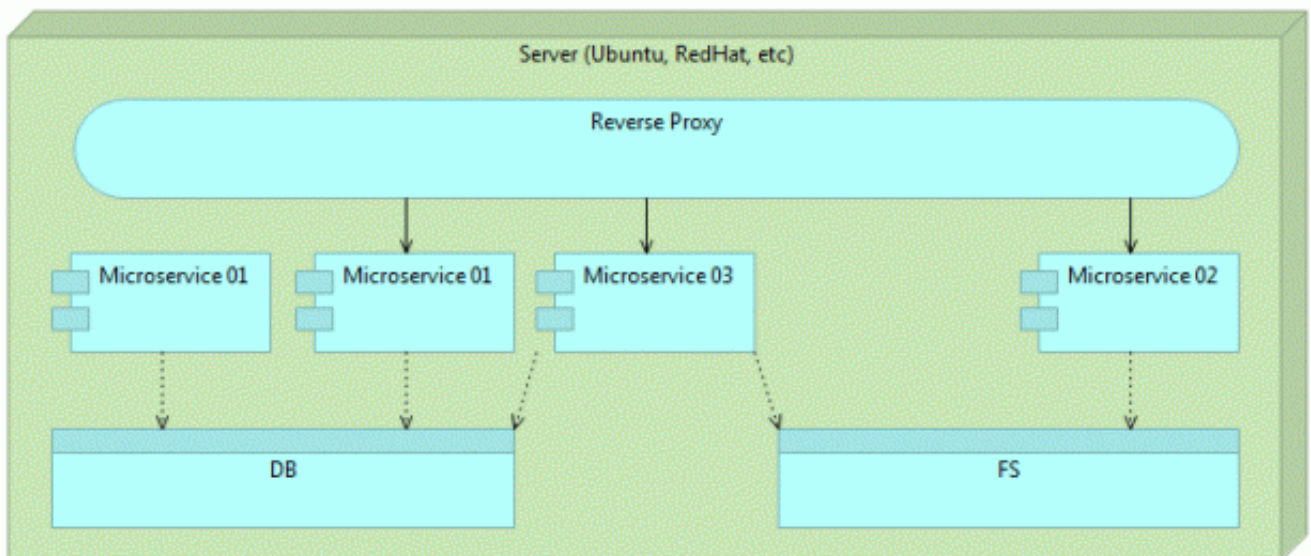 Server (Ubuntu, RedHat, etc)
Reverse Proxy
Microservice 01
Microservice 01
Microservice 03
Microservice 02
DB
FS